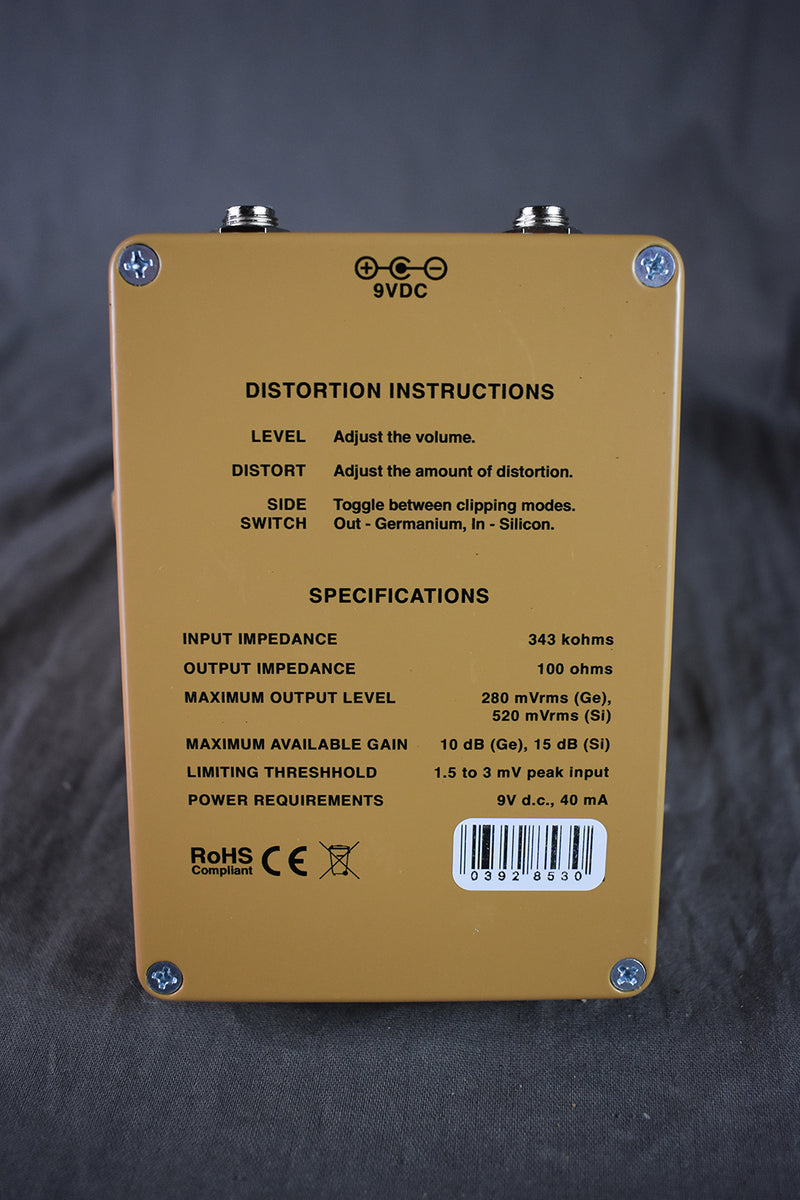 9VDC
DISTORTION INSTRUCTIONS
LEVEL Adjust the volume.
DISTORT Adjust the amount of distortion.
SIDE Toggle between clipping modes.
SWITCH Out - Germanium, In - Silicon.
SPECIFICATIONS
INPUT IMPEDANCE 343 kohms
OUTPUT IMPEDANCE 100 ohms
MAXIMUM OUTPUT LEVEL 280 mVrms (Ge),
520 mVrms (Si)
MAXIMUM AVAILABLE GAIN 10 dB (Ge), 15 dB (Si)
LIMITING THRESHHOLD 1.5 to 3 mV peak input
POWER REQUIREMENTS 9V d.c., 40 mA
RoHS CE
Compliant
0392 8530